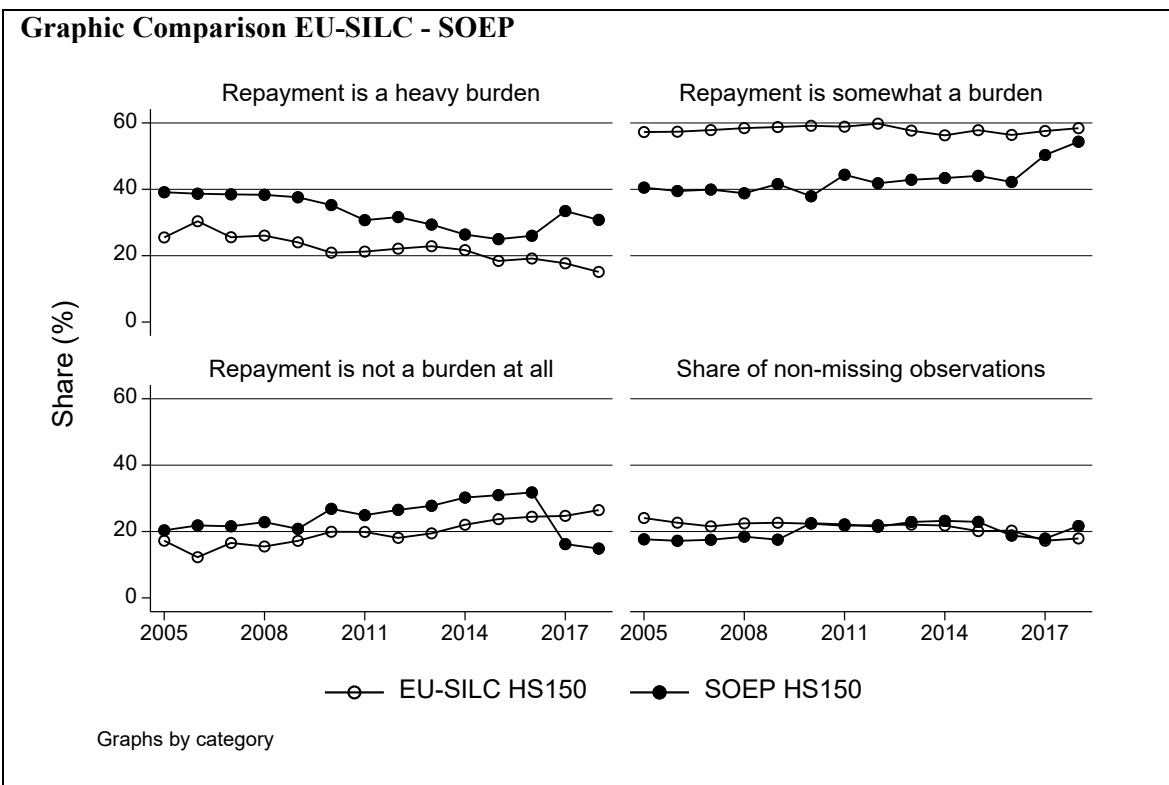 Graphic Comparison EU-SILC - SOEP
Repayment is a heavy burden
Repayment is somewhat a burden
60
40
20
0
Share (%)
Repayment is not a burden at all
Share of non-missing observations
60
40
20
0
2005 2008 2011 2014 2017 2005 2008 2011 2014 2017
EU-SILC HS150 SOEP HS150
Graphs by category